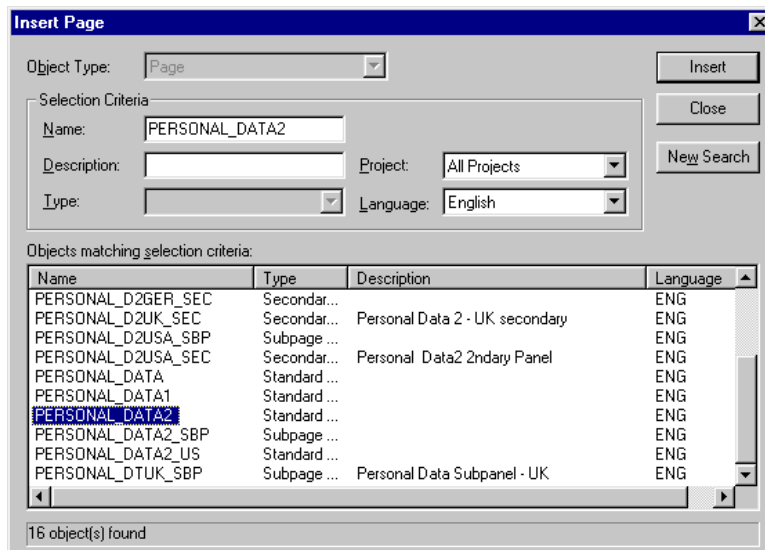 Insert Page
Object Type: Page Insert
Selection Criteria
Close
Name: PERSONAL_DATA2
Description: Project: All Projects New Search
Type: Language: English
Objects matching selection criteria:
Name Type Description Language
PERSONAL_D2GER_SEC Secondar... ENG
PERSONAL_D2UK_SEC Secondar... Personal Data 2 - UK secondary ENG
PERSONAL_D2USA_SBP Subpage ... ENG
PERSONAL_D2USA_SEC Secondar... Personal Data2 2ndary Panel ENG
PERSONAL_DATA Standard ... ENG
PERSONAL_DATA1 Standard ... ENG
PERSONAL_DATA2 Standard ... ENG
PERSONAL_DATA2_SBP Subpage ... ENG
PERSONAL_DATA2_US Standard ... ENG
PERSONAL_DTUK_SBP Subpage ... Personal Data Subpanel - UK ENG
16 object(s) found